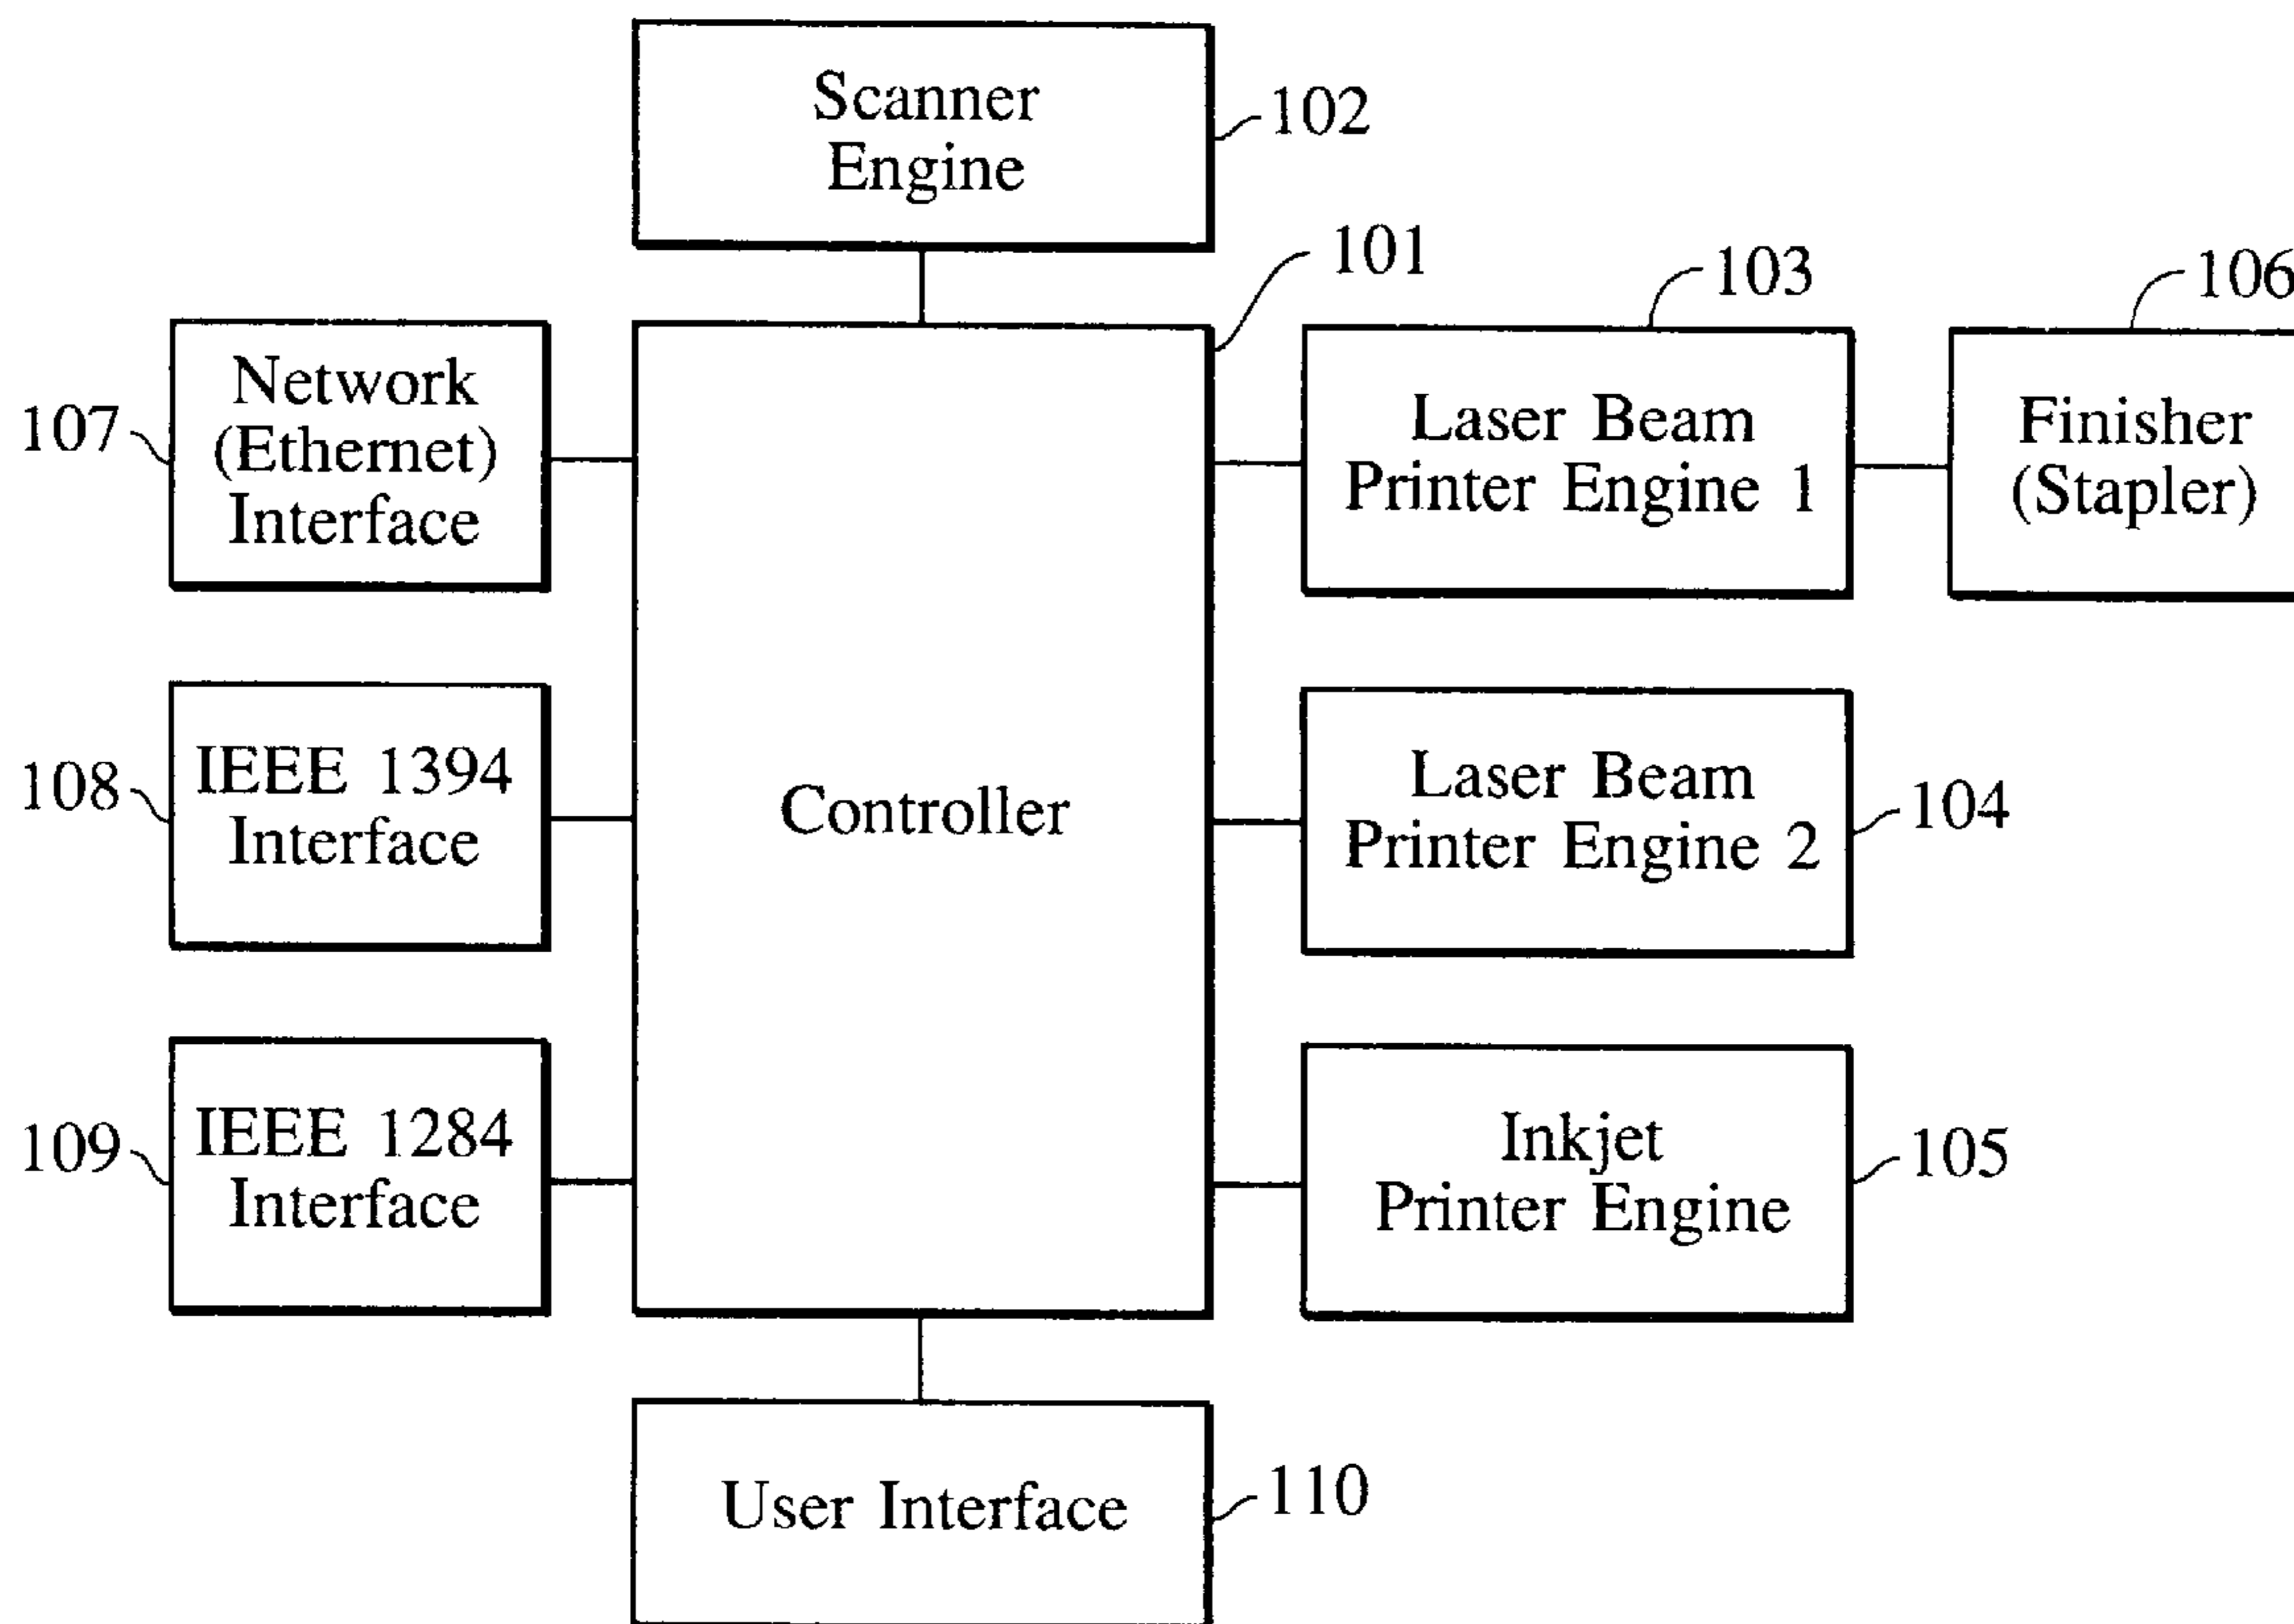 Scanner
Engine
102
101
103
106
Network
(Ethernet)
Interface
107
Laser Beam
Printer Engine 1
Finisher
(Stapler)
IEEE 1394
Interface
108
Controller
Laser Beam
Printer Engine 2
104
IEEE 1284
Interface
109
Inkjet
Printer Engine
105
User Interface
110